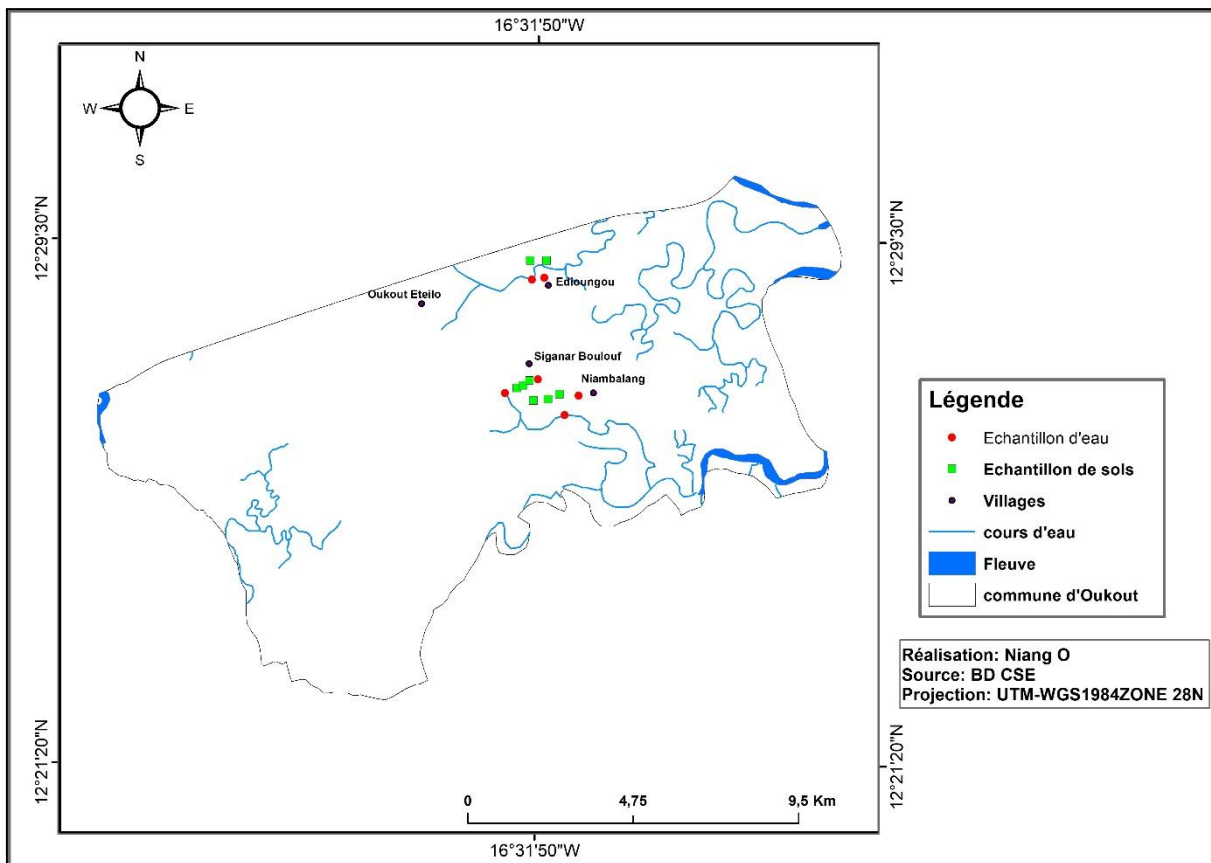 16°31'50"W
N
W E
S
12°29'30"N
12°29'30"N
Edioungou
Oukout Eteilo
Siganar Boulouf
Niambalang
Légende
Echantillon d'eau
Echantillon de sols
Villages
cours d'eau
Fleuve
commune d'Oukout
Réalisation: Niang O
Source: BD CSE
Projection: UTM-WGS1984ZONE 28N
12°21'20"N
12°21'20"N
0 4,75 9,5 Km
16°31'50"W